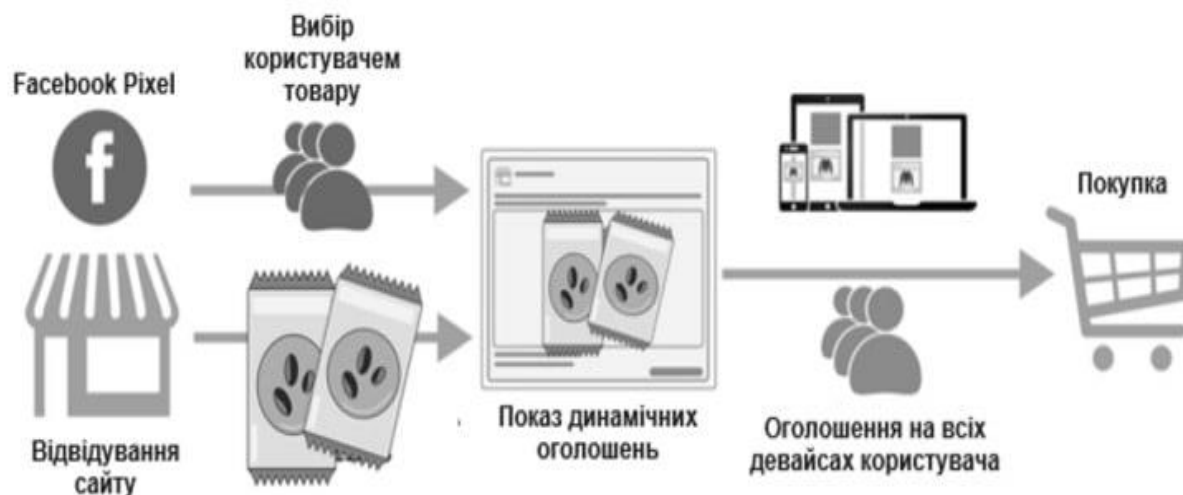 Facebook Pixel
Вибір
користувачем
товару
Відвідування
сайту
Показ динамічних
оголошень
Оголошення на всіх
девайсах користувача
Покупка